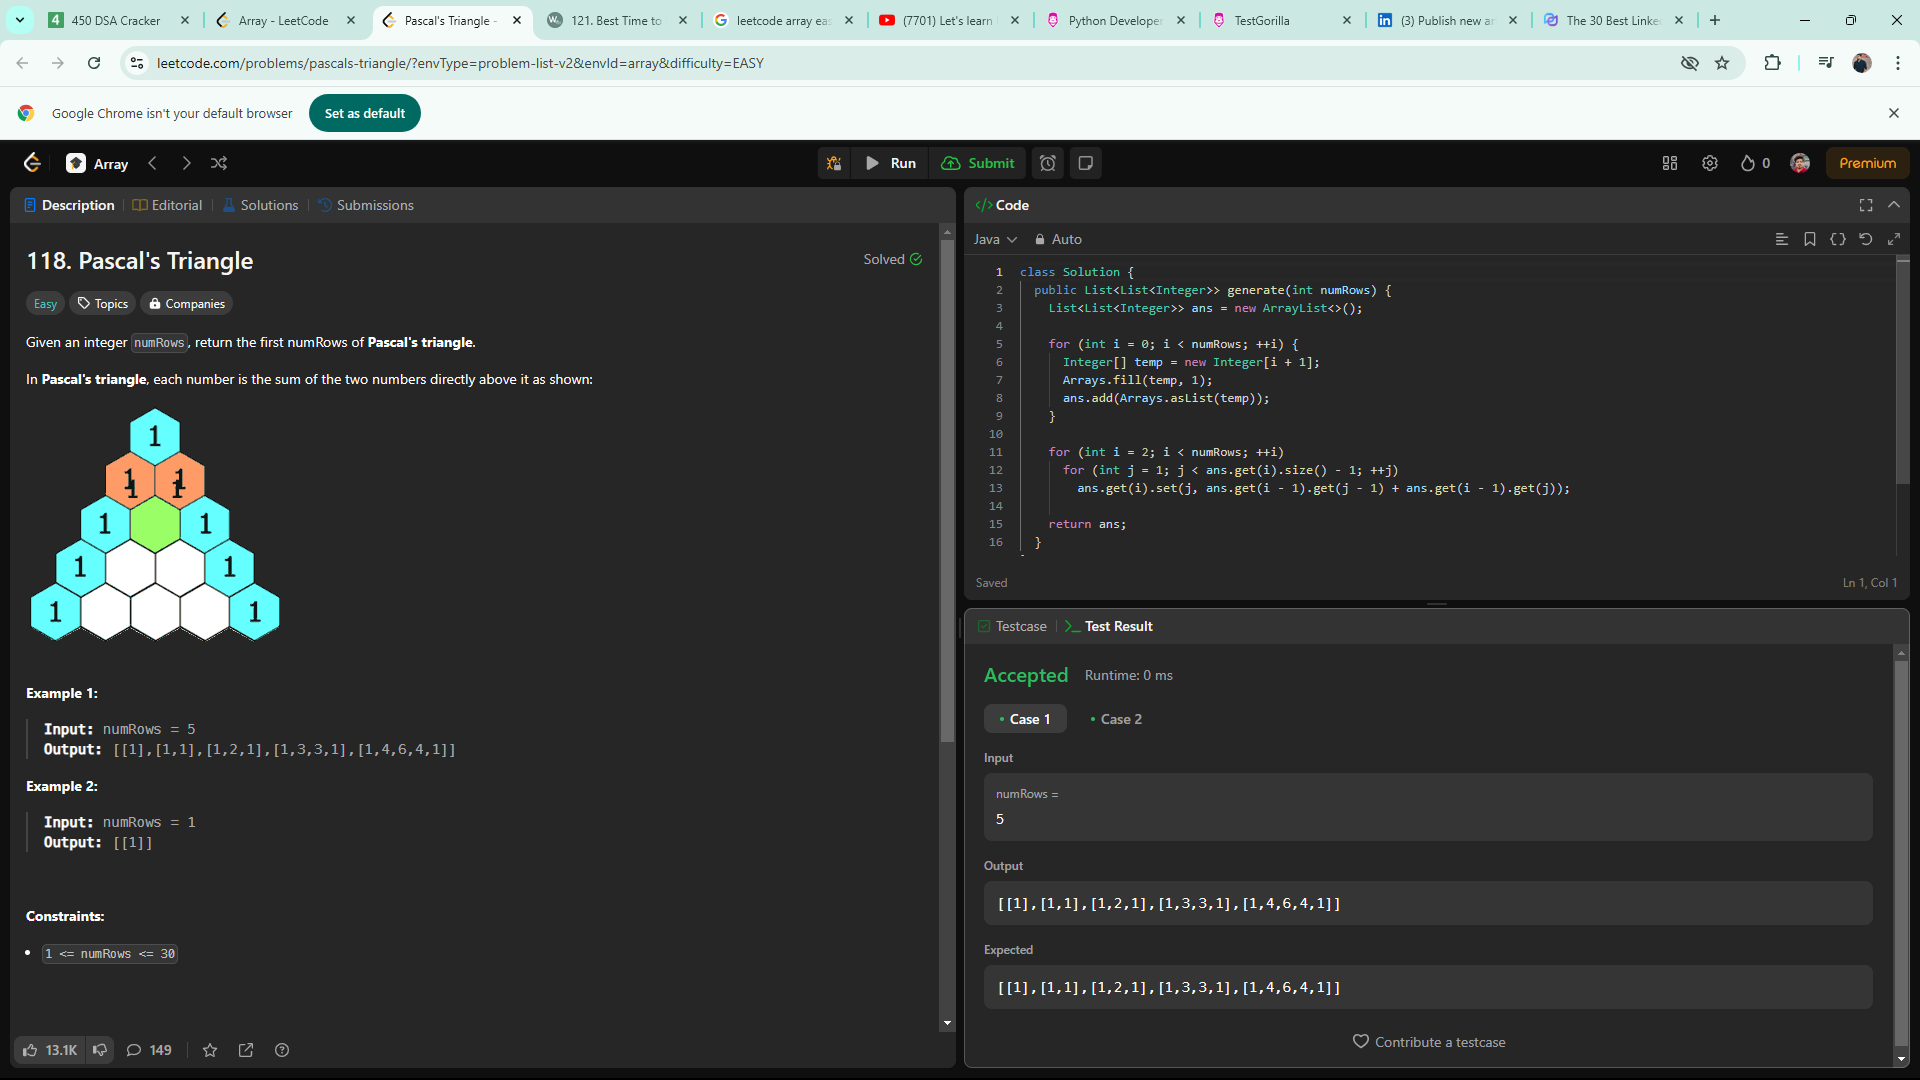 450 DSA Cracker
Array - LeetCode
Pascal's Triangle -
121. Best Time to
leetcode array eas
(7701) Let's learn
Python Developer
TestGorilla
(3) Publish new ar
The 30 Best Linke
leetcode.com/problems/pascals-triangle/?envType=problem-list-v2&envId=array&difficulty=EASY
Google Chrome isn't your default browser
Set as default
Array
Run
Submit
0
Premium
Description
Editorial
Solutions
Submissions
118. Pascal's Triangle
Solved
Easy
Topics
Companies
Given an integer numRows, return the first numRows of Pascal's triangle.
In Pascal's triangle, each number is the sum of the two numbers directly above it as shown:
1
1 1
1 1
1 1
1 1
1 1
Example 1:
Input: numRows = 5
Output: [[1],[1,1],[1,2,1],[1,3,3,1],[1,4,6,4,1]]
Example 2:
Input: numRows = 1
Output: [[1]]
Constraints:
• 1 <= numRows <= 30
13.1K
149
</> Code
Java
Auto
1 class Solution {
2 public List<List<Integer>> generate(int numRows) {
3 List<List<Integer>> ans = new ArrayList<>();
4
5 for (int i = 0; i < numRows; ++i) {
6 Integer[] temp = new Integer[i + 1];
7 Arrays.fill(temp, 1);
8 ans.add(Arrays.asList(temp));
9 }
10
11 for (int i = 2; i < numRows; ++i)
12 for (int j = 1; j < ans.get(i).size() - 1; ++j)
13 ans.get(i).set(j, ans.get(i - 1).get(j - 1) + ans.get(i - 1).get(j));
14
15 return ans;
16 }
Saved
Ln 1, Col 1
Testcase
>_ Test Result
Accepted
Runtime: 0 ms
• Case 1
• Case 2
Input
numRows =
5
Output
[[1],[1,1],[1,2,1],[1,3,3,1],[1,4,6,4,1]]
Expected
[[1],[1,1],[1,2,1],[1,3,3,1],[1,4,6,4,1]]
Contribute a testcase